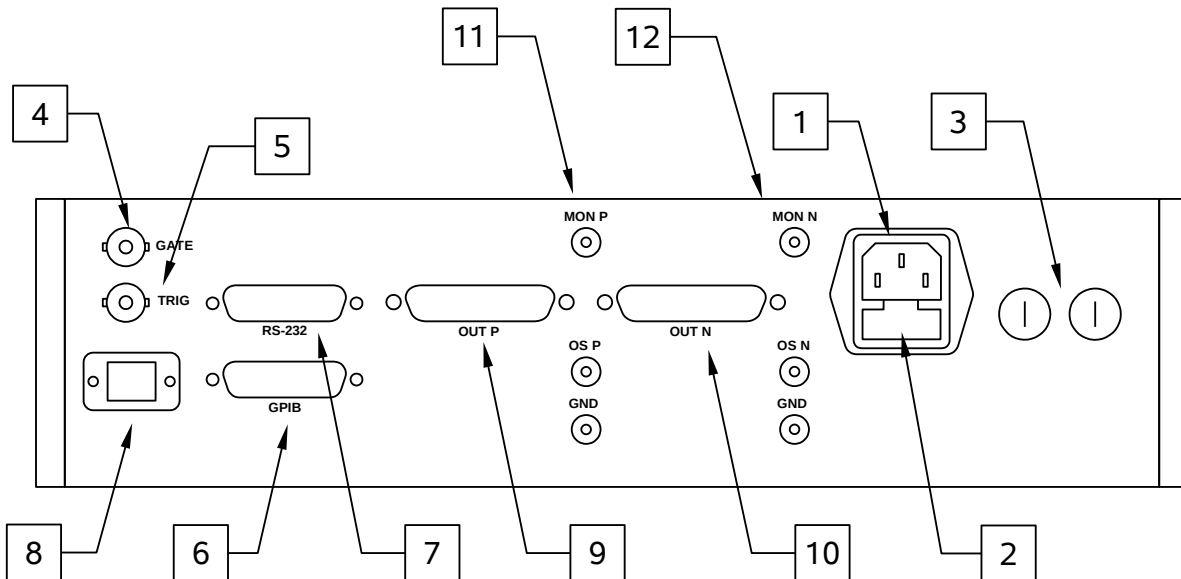 11
12
4
1
3
5
MON P
MON N
GATE
TRIG
RS-232
OUT P
OUT N
OS P
OS N
GPIB
GND
GND
8
6
7
9
10
2